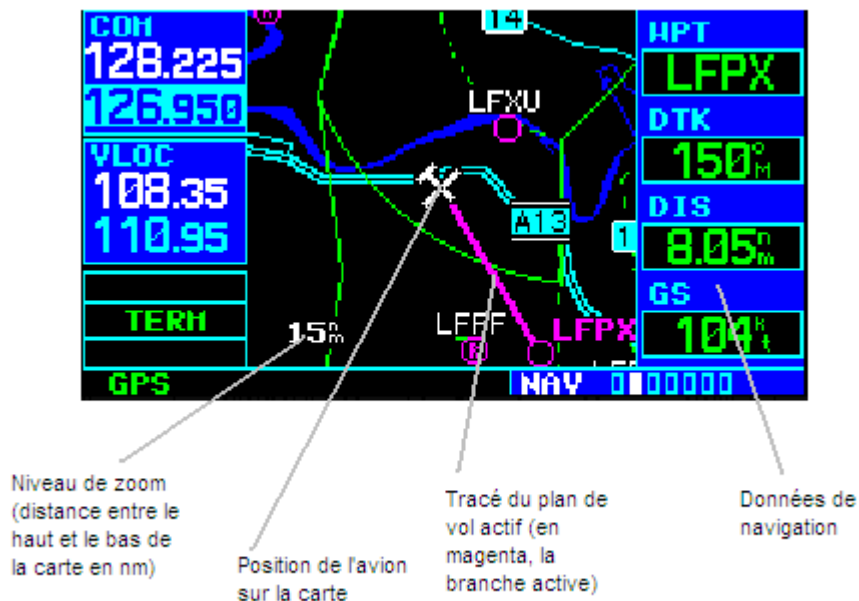 COM
128.225
126.950
VLOC
108.35
110.95
TERM
GPS
14
LFXU
A13
1
15nm
LFFF
R
LFPX
NAV
WPT
LFPX
DTK
150°M
DIS
8.05nm
GS
104kt
Niveau de zoom
(distance entre le
haut et le bas de
la carte en nm)
Position de l'avion
sur la carte
Tracé du plan de
vol actif (en
magenta, la
branche active)
Données de
navigation